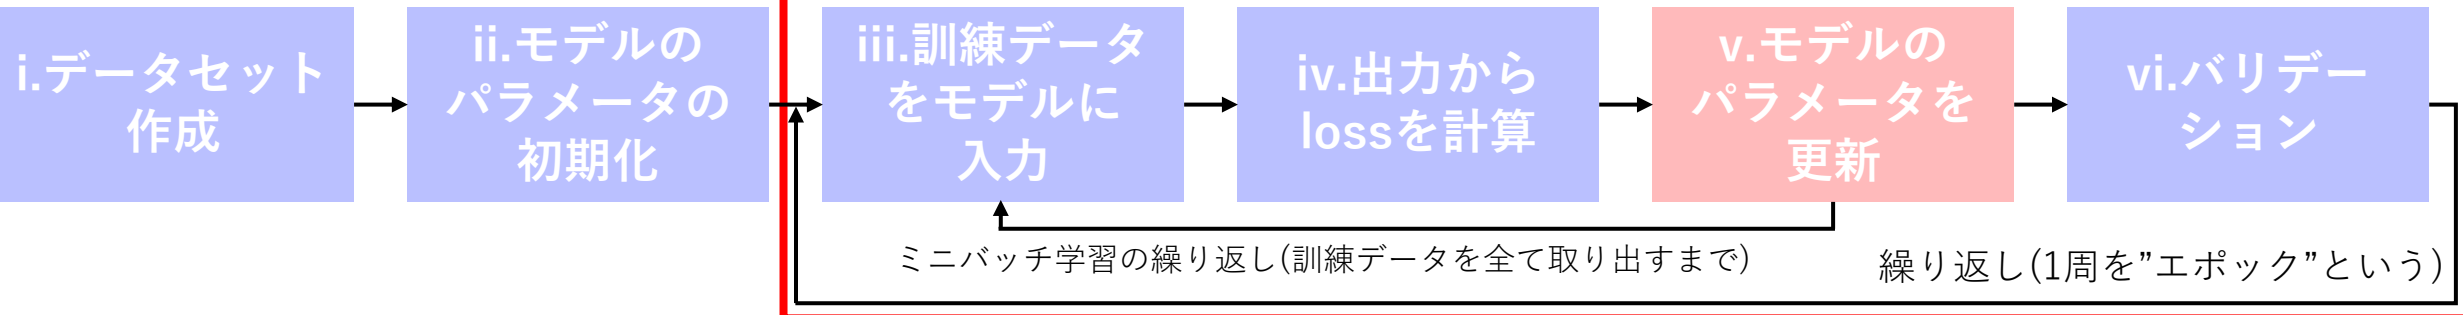 i.データセット
作成
ii.モデルの
パラメータの
初期化
iii.訓練データ
をモデルに
入力
iv.出力から
lossを計算
v.モデルの
パラメータを
更新
vi.バリデー
ション
ミニバッチ学習の繰り返し(訓練データを全て取り出すまで)
繰り返し(1周を”エポック”という)